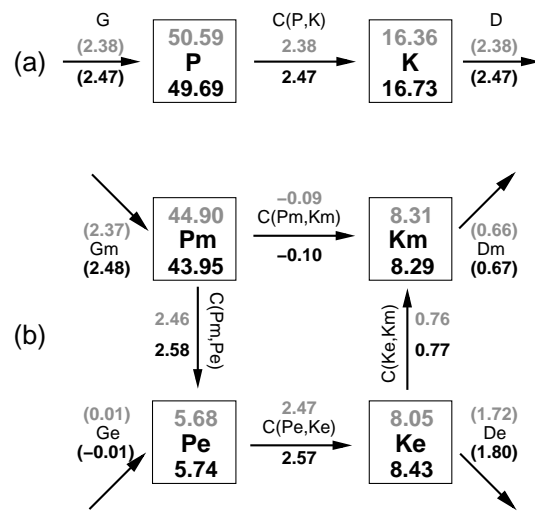 G
C(P,K)
D
(2.38)
50.59
2.38
16.36
(2.38)
(a)
P
K
(2.47)
49.69
2.47
16.73
(2.47)
−0.09
44.90
C(Pm,Km)
8.31
(2.37)
Pm
Km
(0.66)
Gm
Dm
(2.48)
43.95
−0.10
8.29
(0.67)
C(Pm,Pe)
C(Ke,Km)
2.46
0.76
2.58
0.77
(b)
(0.01)
5.68
2.47
8.05
(1.72)
Ge
C(Pe,Ke)
De
(−0.01)
Pe
Ke
(1.80)
5.74
2.57
8.43